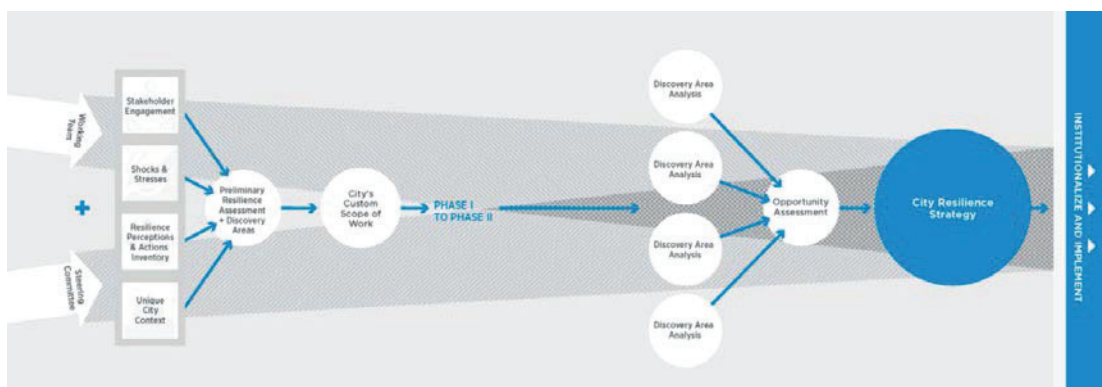 Working
Team
+
Steering
Committee
Stakeholder
Engagement
Shocks &
Stresses
Resilience
Perceptions
& Actions
Inventory
Unique
City
Context
Preliminary
Resilience
Assessment
+ Discovery
Areas
City's
Custom
Scope of
Work
PHASE I
TO PHASE II
Discovery Area
Analysis
Discovery Area
Analysis
Discovery Area
Analysis
Discovery Area
Analysis
Opportunity
Assessment
City Resilience
Strategy
INSTITUTIONALIZE AND IMPLEMENT